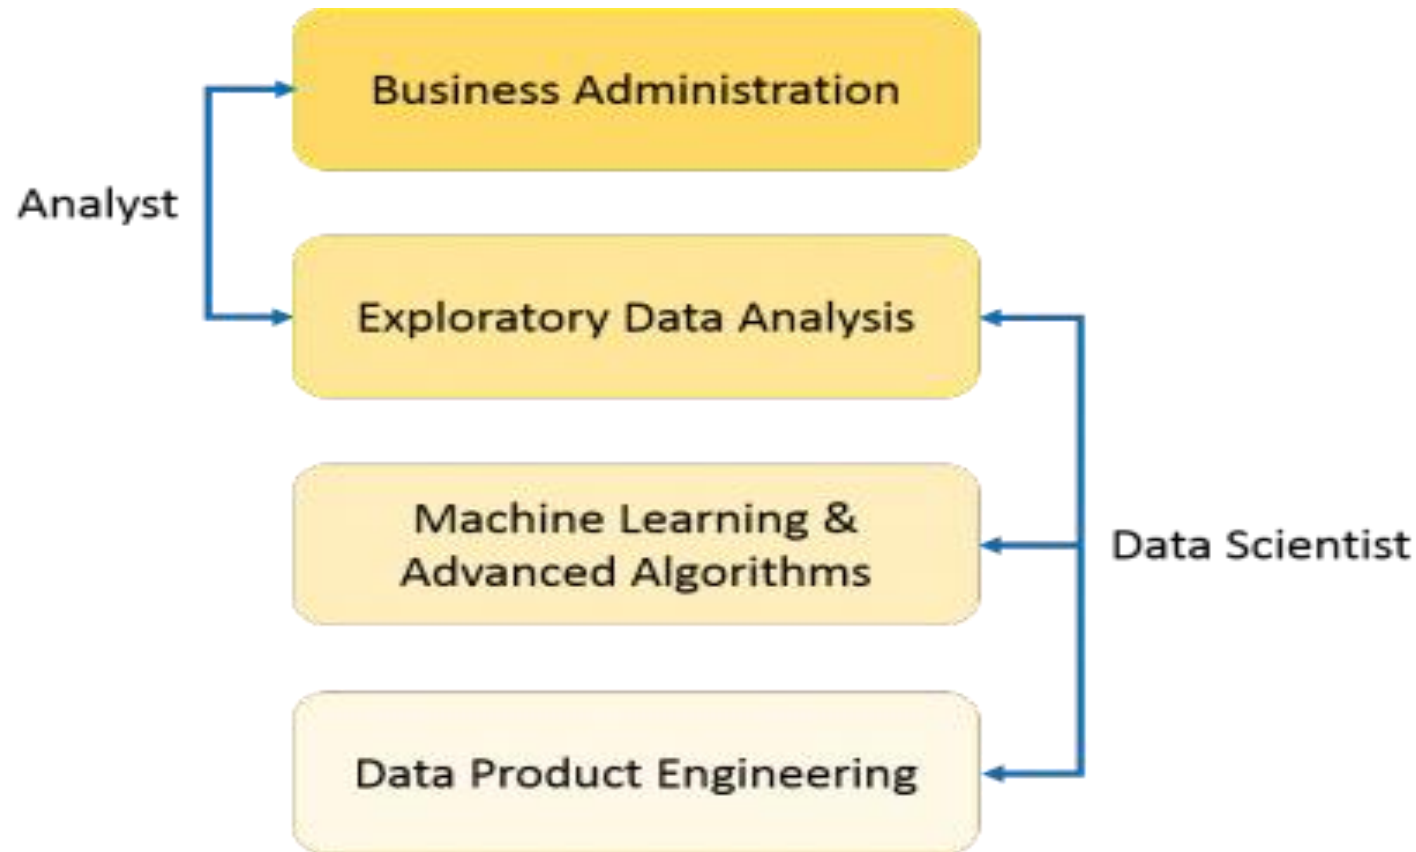 Business Administration
Analyst
Exploratory Data Analysis
Machine Learning &
Advanced Algorithms
Data Scientist
Data Product Engineering